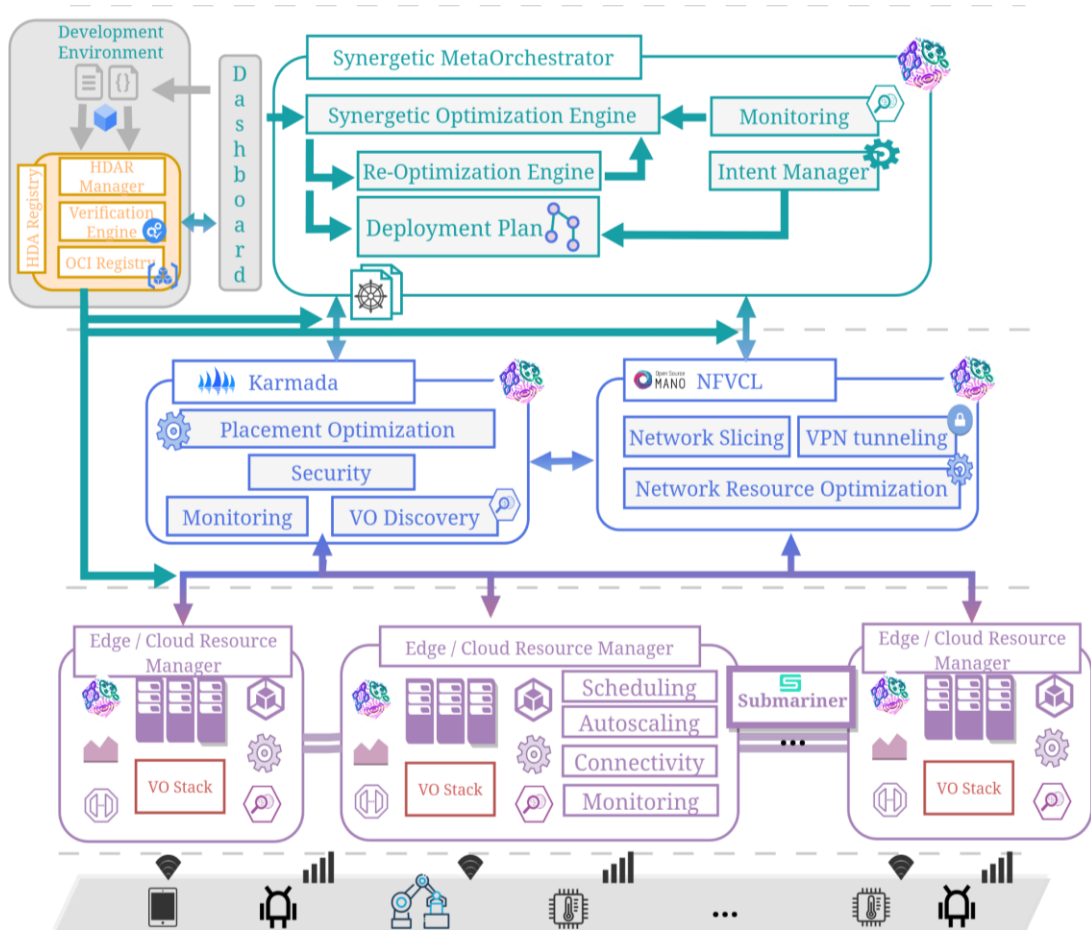 Development
Environment
HDA Registry
HDAR
Manager
Verification
Engine
OCI Registry
Dashboard
Synergetic MetaOrchestrator
Synergetic Optimization Engine
Monitoring
Re-Optimization Engine
Intent Manager
Deployment Plan
Karmada
Placement Optimization
Security
Monitoring
VO Discovery
Open Source
MANO
NFVCL
Network Slicing
VPN tunneling
Network Resource Optimization
Edge / Cloud Resource
Manager
VO Stack
Edge / Cloud Resource Manager
VO Stack
Scheduling
Autoscaling
Connectivity
Monitoring
Submariner
...
Edge / Cloud Resource
Manager
VO Stack
...